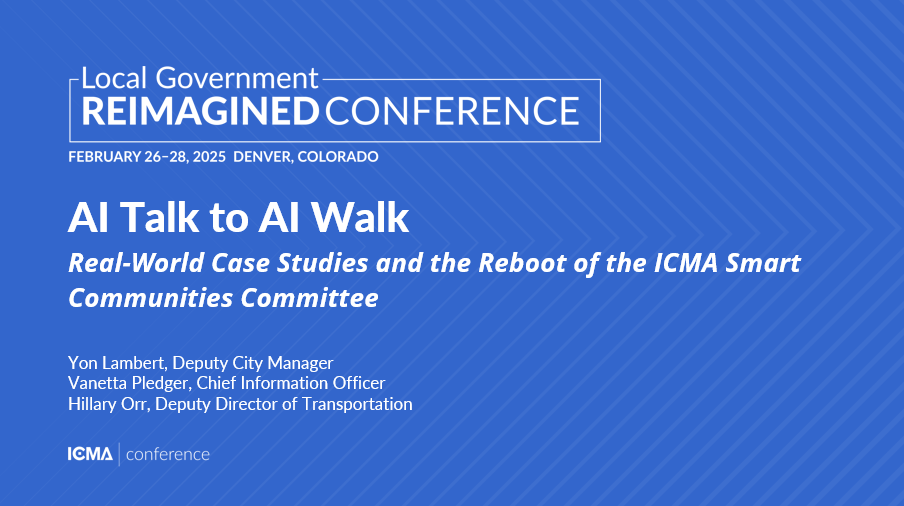 Local Government
REIMAGINED CONFERENCE
FEBRUARY 26–28, 2025 DENVER, COLORADO
AI Talk to AI Walk
Real-World Case Studies and the Reboot of the ICMA Smart
Communities Committee
Yon Lambert, Deputy City Manager
Vanetta Pledger, Chief Information Officer
Hillary Orr, Deputy Director of Transportation
ICMA | conference